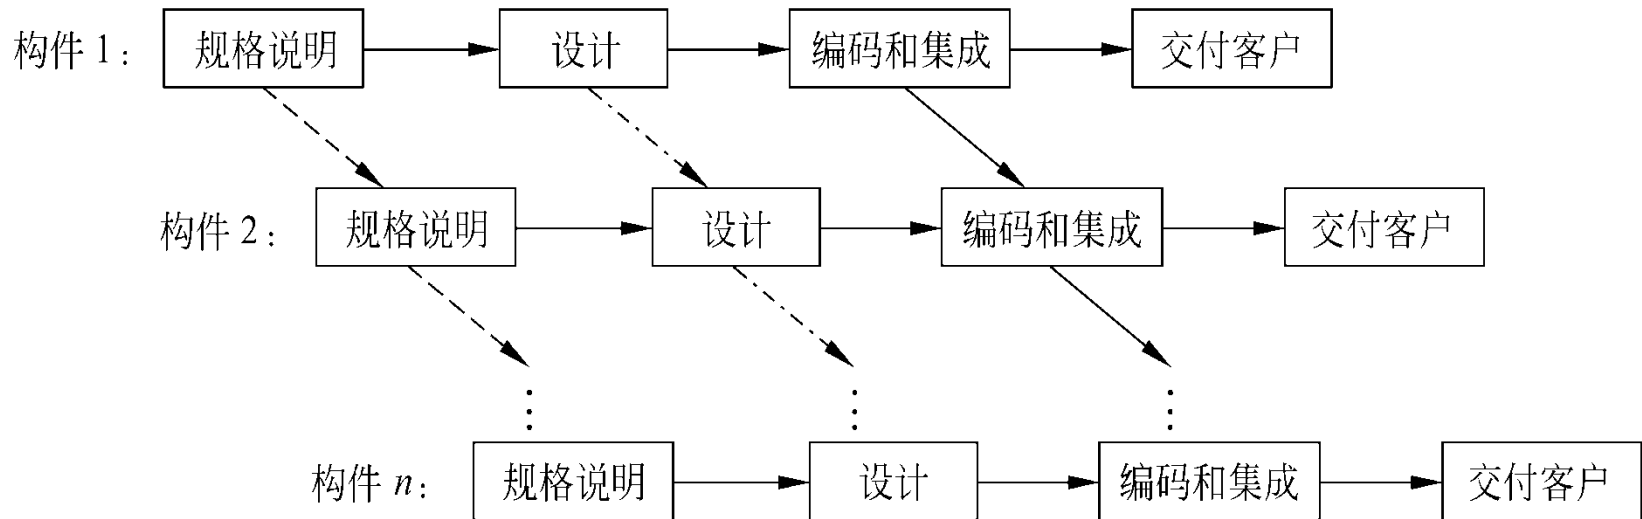 构件 1: 规格说明 设计 编码和集成 交付客户
构件 2: 规格说明 设计 编码和集成 交付客户
构件 n: 规格说明 设计 编码和集成 交付客户